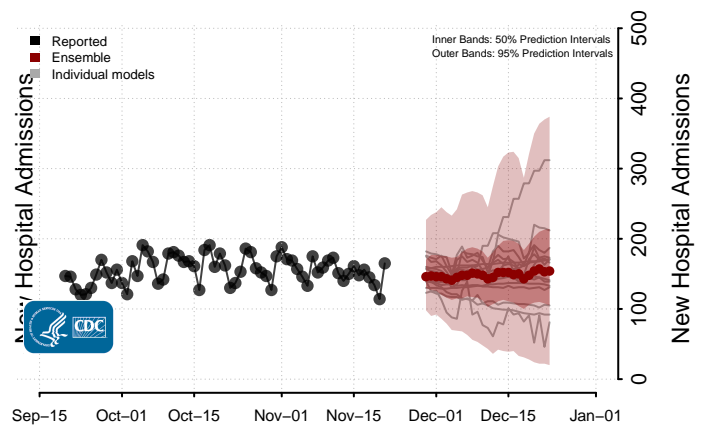 Reported
Ensemble
Individual models
Inner Bands: 50% Prediction Intervals
Outer Bands: 95% Prediction Intervals
New Hospital Admissions
New Hospital Admissions
500
400
300
200
100
0
CDC
Sep–15
Oct–01
Oct–15
Nov–01
Nov–15
Dec–01
Dec–15
Jan–01